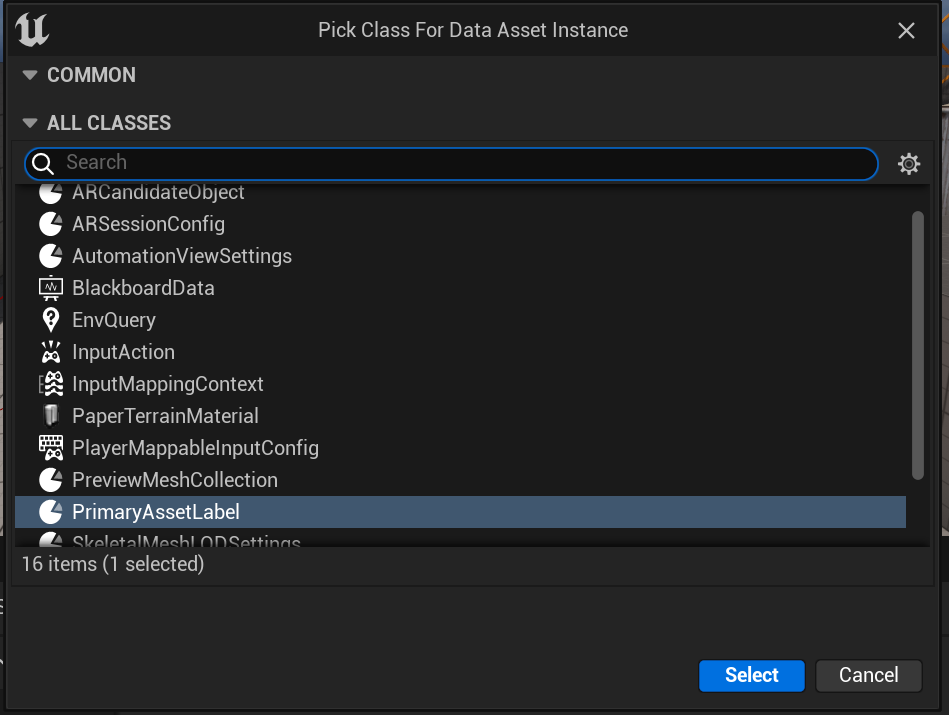 Pick Class For Data Asset Instance
COMMON
ALL CLASSES
Search
ARCandidateObject
ARSessionConfig
AutomationViewSettings
BlackboardData
EnvQuery
InputAction
InputMappingContext
PaperTerrainMaterial
PlayerMappableInputConfig
PreviewMeshCollection
PrimaryAssetLabel
SkeletalMeshLODSettings
16 items (1 selected)
Select Cancel